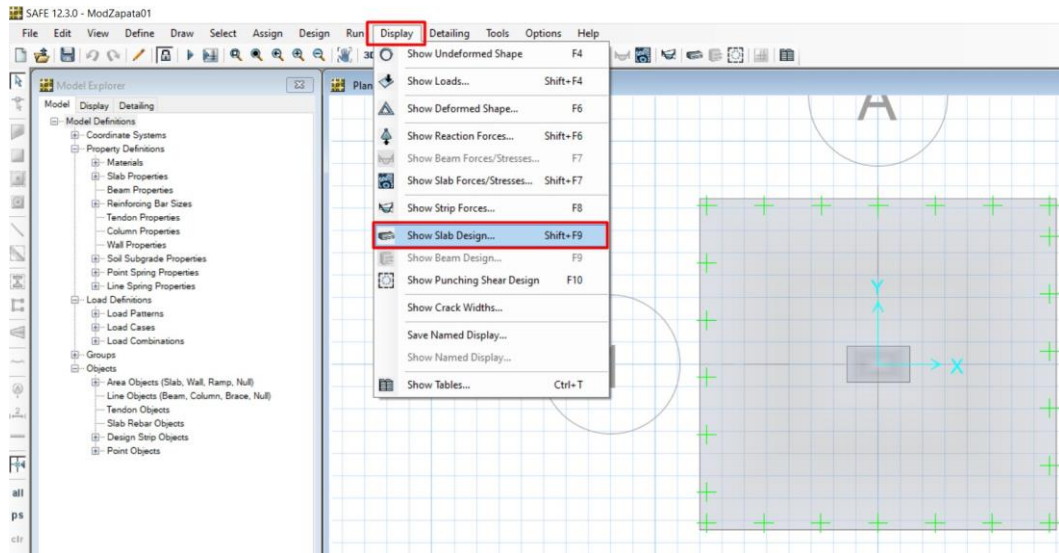 SAFE 12.3.0 - ModZapata01
File Edit View Define Draw Select Assign Design Run Display Detailing Tools Options Help
Show Undeformed Shape F4
Show Loads... Shift+F4
Show Deformed Shape... F6
Show Reaction Forces... Shift+F6
Show Beam Forces/Stresses... F7
Show Slab Forces/Stresses... Shift+F7
Show Strip Forces... F8
Show Slab Design... Shift+F9
Show Beam Design... F9
Show Punching Shear Design F10
Show Crack Widths...
Save Named Display...
Show Named Display...
Show Tables... Ctrl+T
Model Explorer
Model Display Detailing
Model Definitions
Coordinate Systems
Property Definitions
Materials
Slab Properties
Beam Properties
Reinforcing Bar Sizes
Tendon Properties
Column Properties
Wall Properties
Soil Subgrade Properties
Point Spring Properties
Line Spring Properties
Load Definitions
Load Patterns
Load Cases
Load Combinations
Groups
Objects
Area Objects (Slab, Wall, Ramp, Null)
Line Objects (Beam, Column, Brace, Null)
Tendon Objects
Slab Rebar Objects
Design Strip Objects
Point Objects
all
ps
clr
Plan
A
Y
X